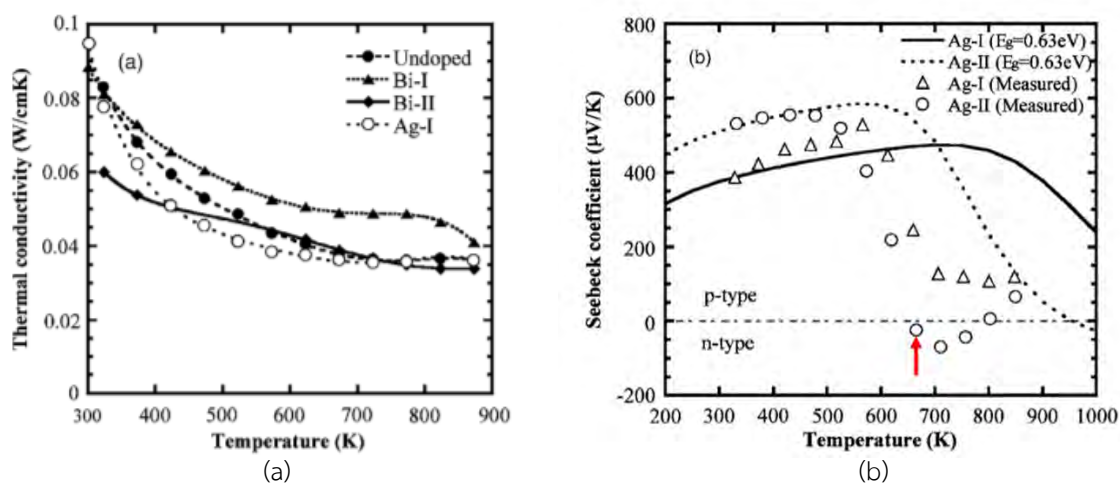 0.1
0.08
0.06
0.04
0.02
0
Thermal conductivity (W/cmK)
(a)
Undoped
Bi-I
Bi-II
Ag-I
300 400 500 600 700 800 900
Temperature (K)
(a)
800
600
400
200
0
-200
Seebeck coefficient (µV/K)
(b)
Ag-I (Eg=0.63eV)
Ag-II (Eg=0.63eV)
Ag-I (Measured)
Ag-II (Measured)
p-type
n-type
200 300 400 500 600 700 800 900 1000
Temperature (K)
(b)